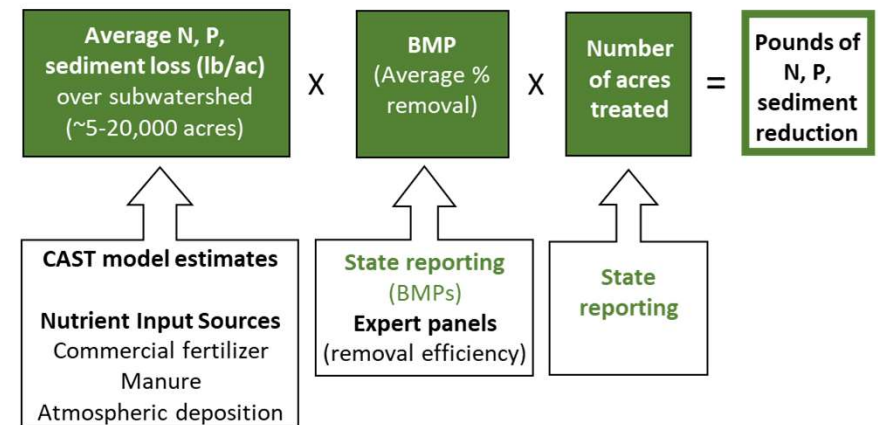 Average N, P,
sediment loss (lb/ac)
over subwatershed
(~5-20,000 acres)
X
BMP
(Average %
removal)
X
Number
of acres
treated
=
Pounds of
N, P,
sediment
reduction
CAST model estimates
Nutrient Input Sources
Commercial fertilizer
Manure
Atmospheric deposition
State reporting
(BMPs)
Expert panels
(removal efficiency)
State
reporting